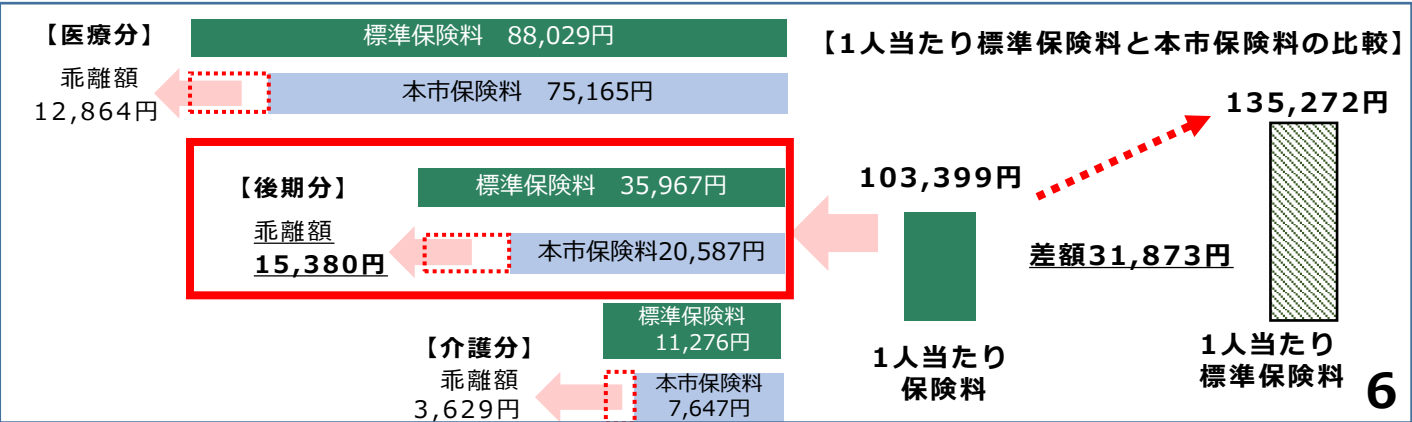 【医療分】
標準保険料 88,029円
乖離額
12,864円
本市保険料 75,165円
【後期分】
標準保険料 35,967円
乖離額
15,380円
本市保険料20,587円
【介護分】
標準保険料
11,276円
乖離額
3,629円
本市保険料
7,647円
【1人当たり標準保険料と本市保険料の比較】
135,272円
103,399円
差額31,873円
1人当たり
保険料
1人当たり
標準保険料
6